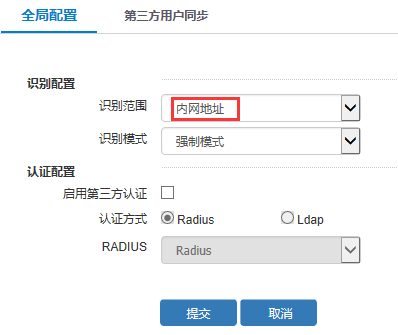 全局配置 第三方用户同步
识别配置
识别范围 内网地址
识别模式 强制模式
认证配置
启用第三方认证
认证方式 Radius Ldap
RADIUS Radius
提交 取消